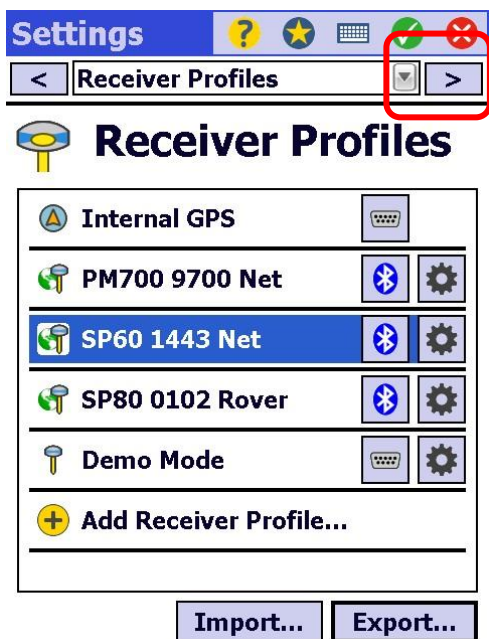 Settings ?
< Receiver Profiles >
Receiver Profiles
Internal GPS
PM700 9700 Net
SP60 1443 Net
SP80 0102 Rover
Demo Mode
+ Add Receiver Profile...
Import... Export...